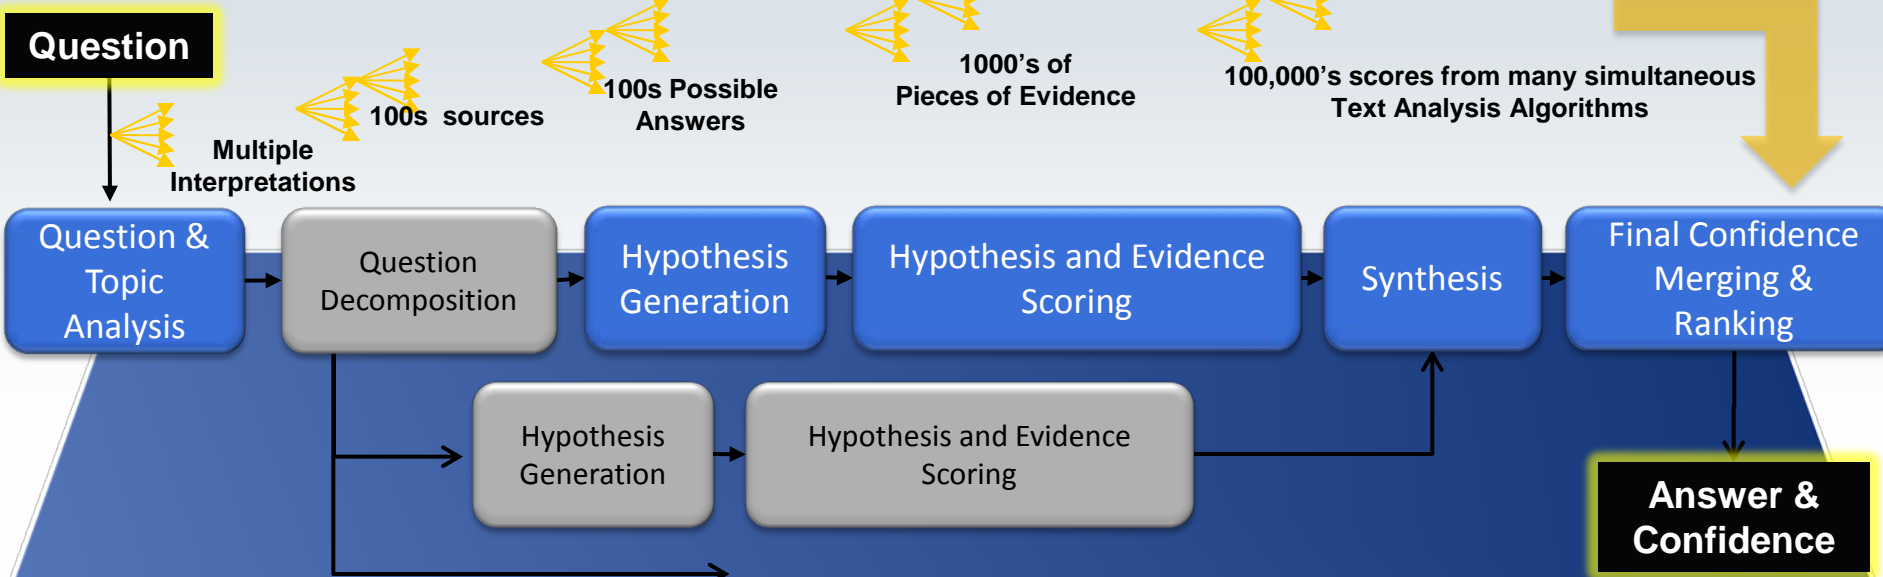 Question
Multiple
Interpretations
100s  sources
100s Possible
Answers
1000’s of
Pieces of Evidence
100,000’s scores from many simultaneous
Text Analysis Algorithms
Question &
Topic
Analysis
Question
Decomposition
Hypothesis
Generation
Hypothesis and Evidence
Scoring
Synthesis
Final Confidence
Merging &
Ranking
Hypothesis
Generation
Hypothesis and Evidence
Scoring
Answer &
Confidence